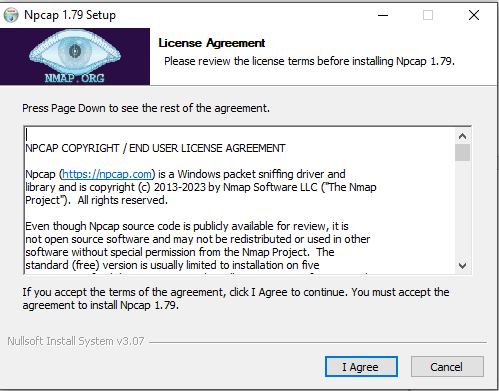 Npcap 1.79 Setup
NMAP.ORG
License Agreement
Please review the license terms before installing Npcap 1.79.
Press Page Down to see the rest of the agreement.
NPCAP COPYRIGHT / END USER LICENSE AGREEMENT
Npcap (https://npcap.com) is a Windows packet sniffing driver and
library and is copyright (c) 2013-2023 by Nmap Software LLC ("The Nmap
Project").  All rights reserved.
Even though Npcap source code is publicly available for review, it is
not open source software and may not be redistributed or used in other
software without special permission from the Nmap Project.  The
standard (free) version is usually limited to installation on five
If you accept the terms of the agreement, click I Agree to continue. You must accept the
agreement to install Npcap 1.79.
Nullsoft Install System v3.07
I Agree
Cancel